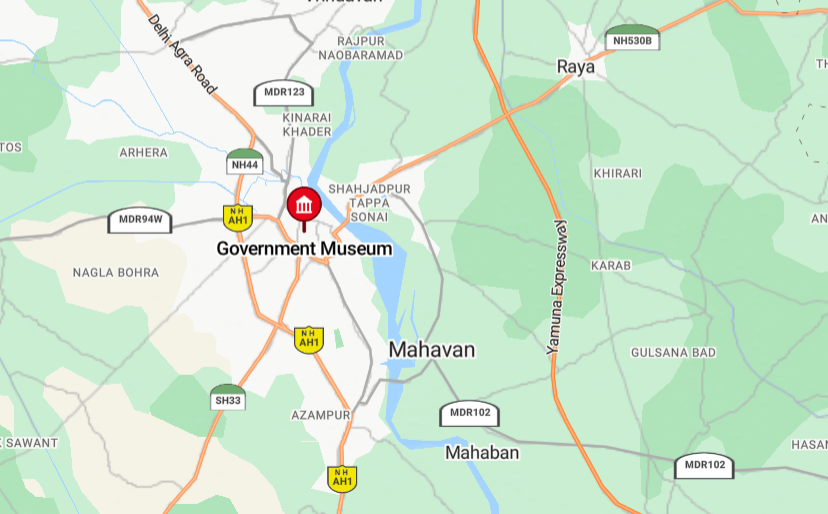 RAJPUR
NAOBARAMAD
Delhi Agra Road
NH530B
Raya
MDR123
KINARAI
KHADER
TOS
ARHERA
NH44
KHIRARI
SHAHJADPUR
TAPPA
SONAI
NH
AH1
MDR94W
AN
Government Museum
Yamuna Expressway
KARAB
NAGLA BOHRA
NH
AH1
Mahavan
GULSANA BAD
SH33
AZAMPUR
MDR102
K SAWANT
HASAN
Mahaban
MDR102
NH
AH1